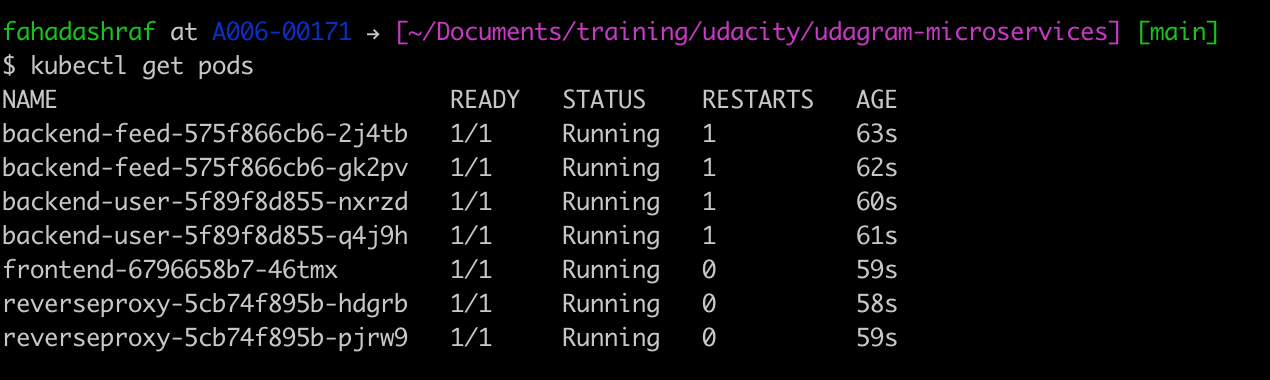 fahadashraf at A006-00171 → [~/Documents/training/udacity/udagram-microservices] [main]
$ kubectl get pods
NAME                            READY   STATUS    RESTARTS   AGE
backend-feed-575f866cb6-2j4tb   1/1     Running   1          63s
backend-feed-575f866cb6-gk2pv   1/1     Running   1          62s
backend-user-5f89f8d855-nxrzd   1/1     Running   1          60s
backend-user-5f89f8d855-q4j9h   1/1     Running   1          61s
frontend-6796658b7-46tmx        1/1     Running   0          59s
reverseproxy-5cb74f895b-hdgrb   1/1     Running   0          58s
reverseproxy-5cb74f895b-pjrw9   1/1     Running   0          59s